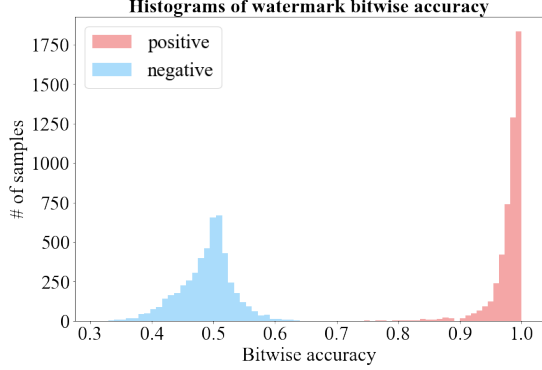 Histograms of watermark bitwise accuracy
positive
negative
# of samples
1750
1500
1250
1000
750
500
250
0
0.3 0.4 0.5 0.6 0.7 0.8 0.9 1.0
Bitwise accuracy